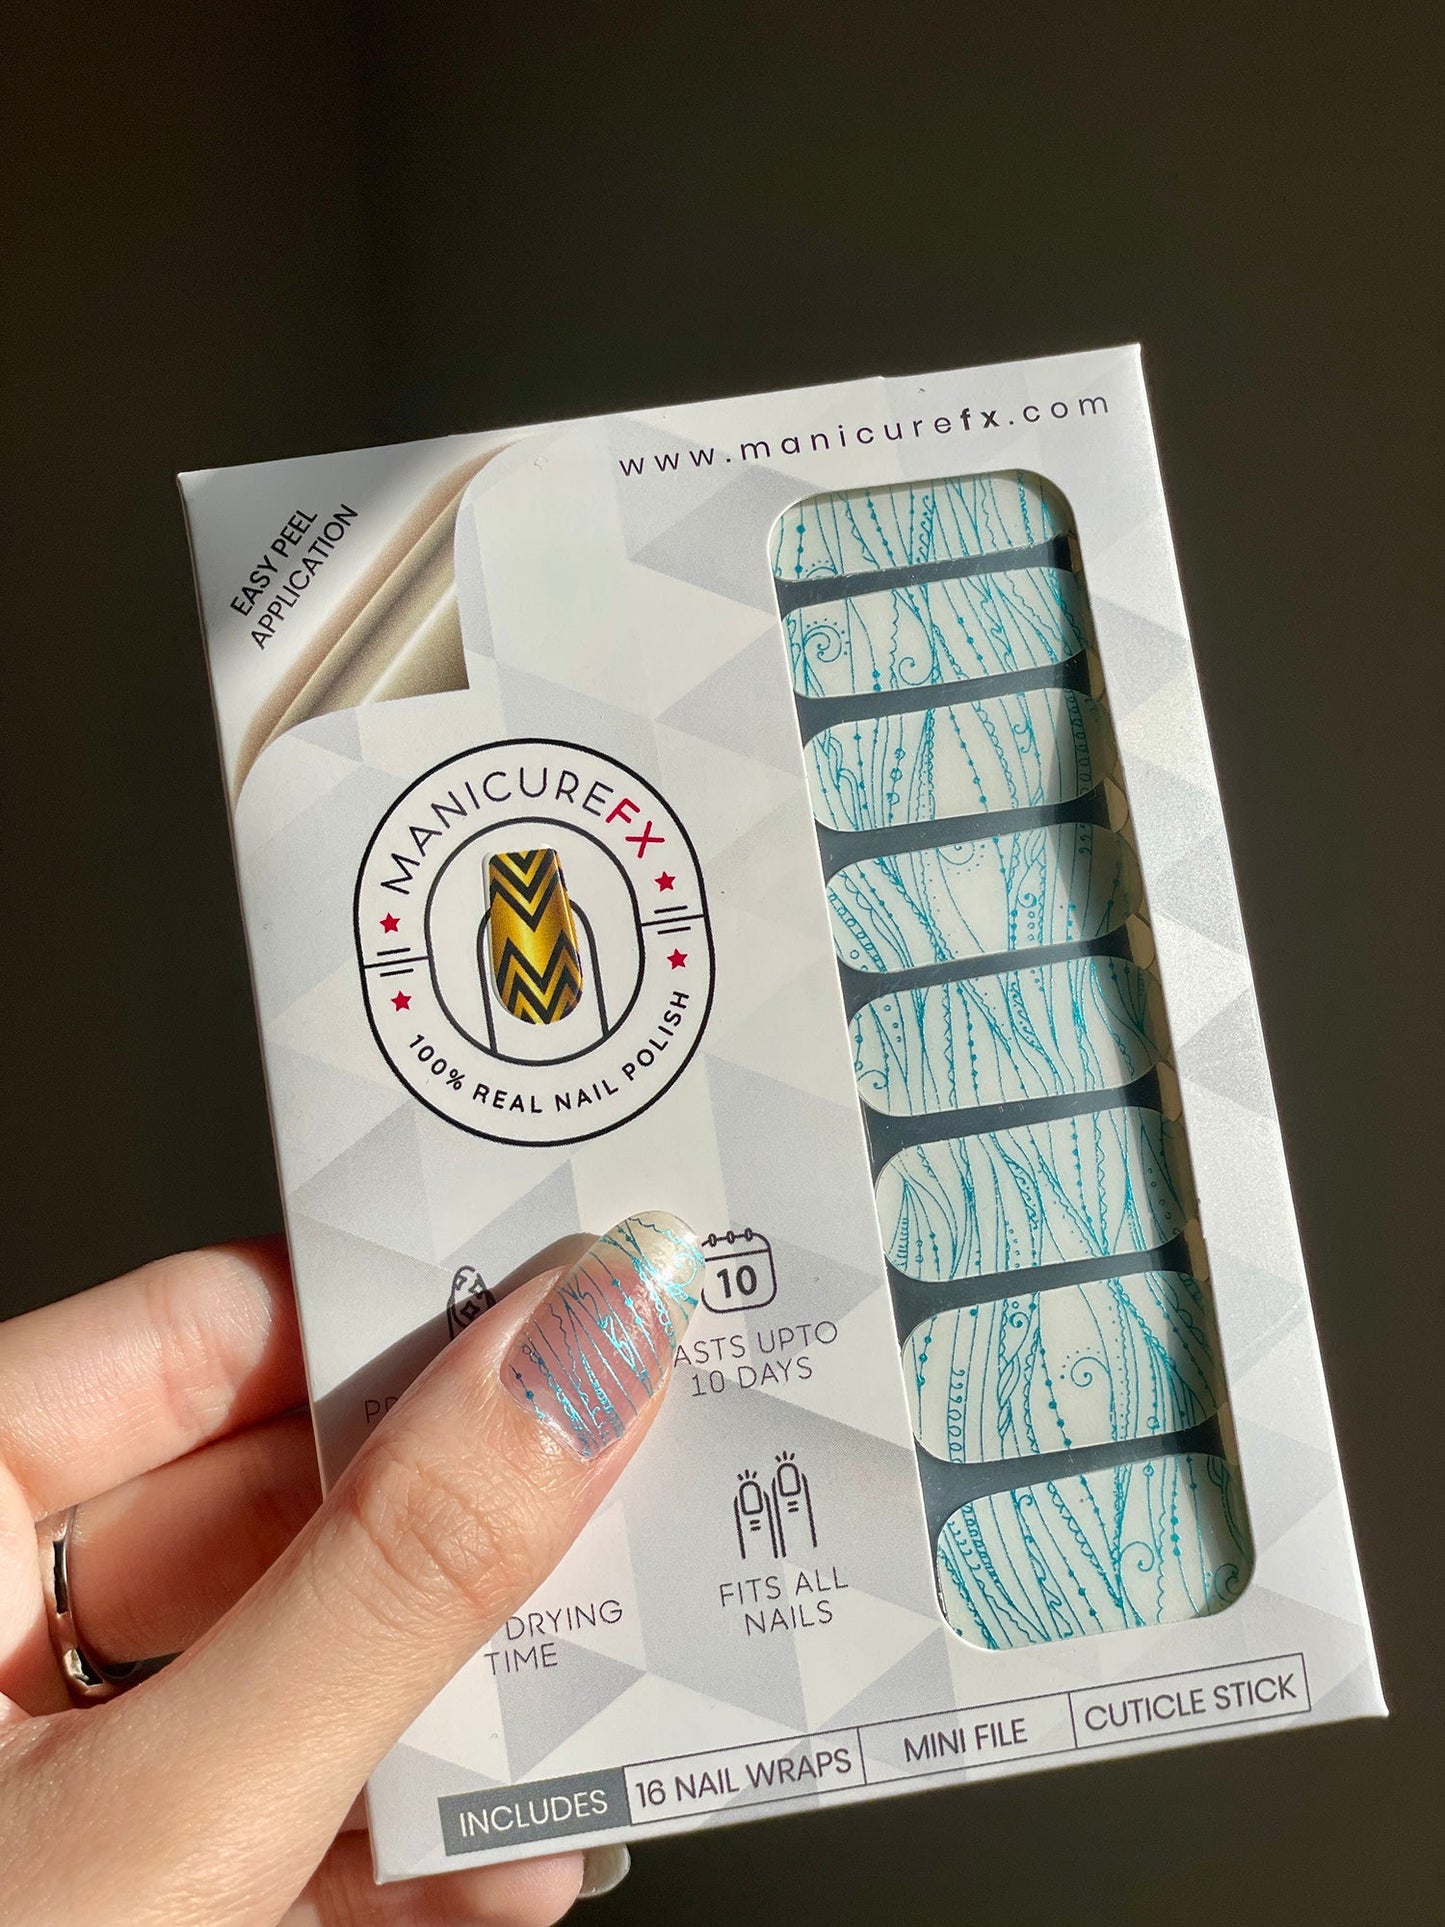 www.manicurefx.com
EASY PEEL
APPLICATION
MANICUREFX
100% REAL NAIL POLISH
10
ASTS UPTO
10 DAYS
FITS ALL
NAILS
DRYING
TIME
INCLUDES
16 NAIL WRAPS
MINI FILE
CUTICLE STICK